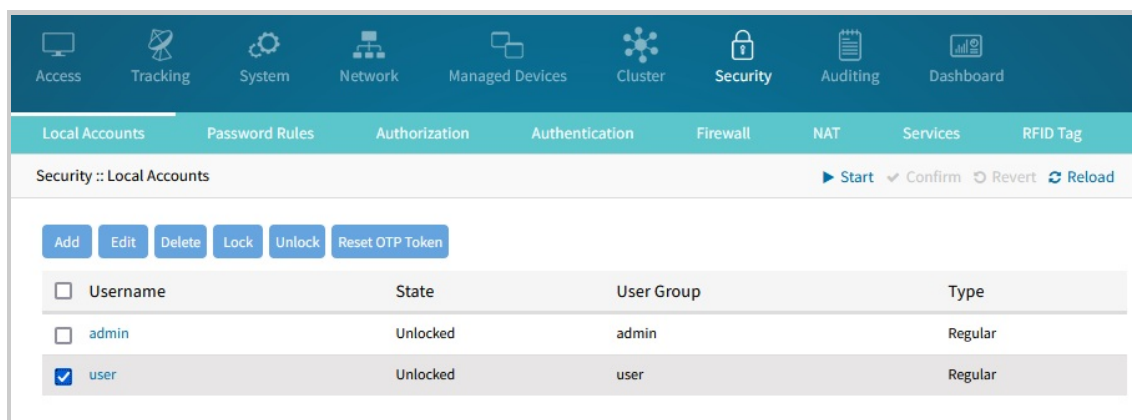 Access Tracking System Network Managed Devices Cluster Security Auditing Dashboard
Local Accounts Password Rules Authorization Authentication Firewall NAT Services RFID Tag
Security :: Local Accounts Start Confirm Revert Reload
Add Edit Delete Lock Unlock Reset OTP Token
Username State User Group Type
admin Unlocked admin Regular
user Unlocked user Regular